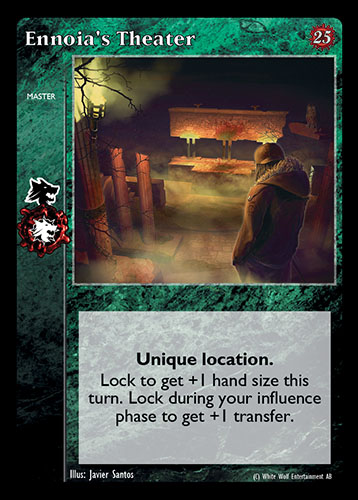 Ennoia's Theater
25
MASTER
Unique location.
Lock to get +1 hand size this
turn. Lock during your influence
phase to get +1 transfer.
Illus: Javier Santos
(C) White Wolf Entertainment AB